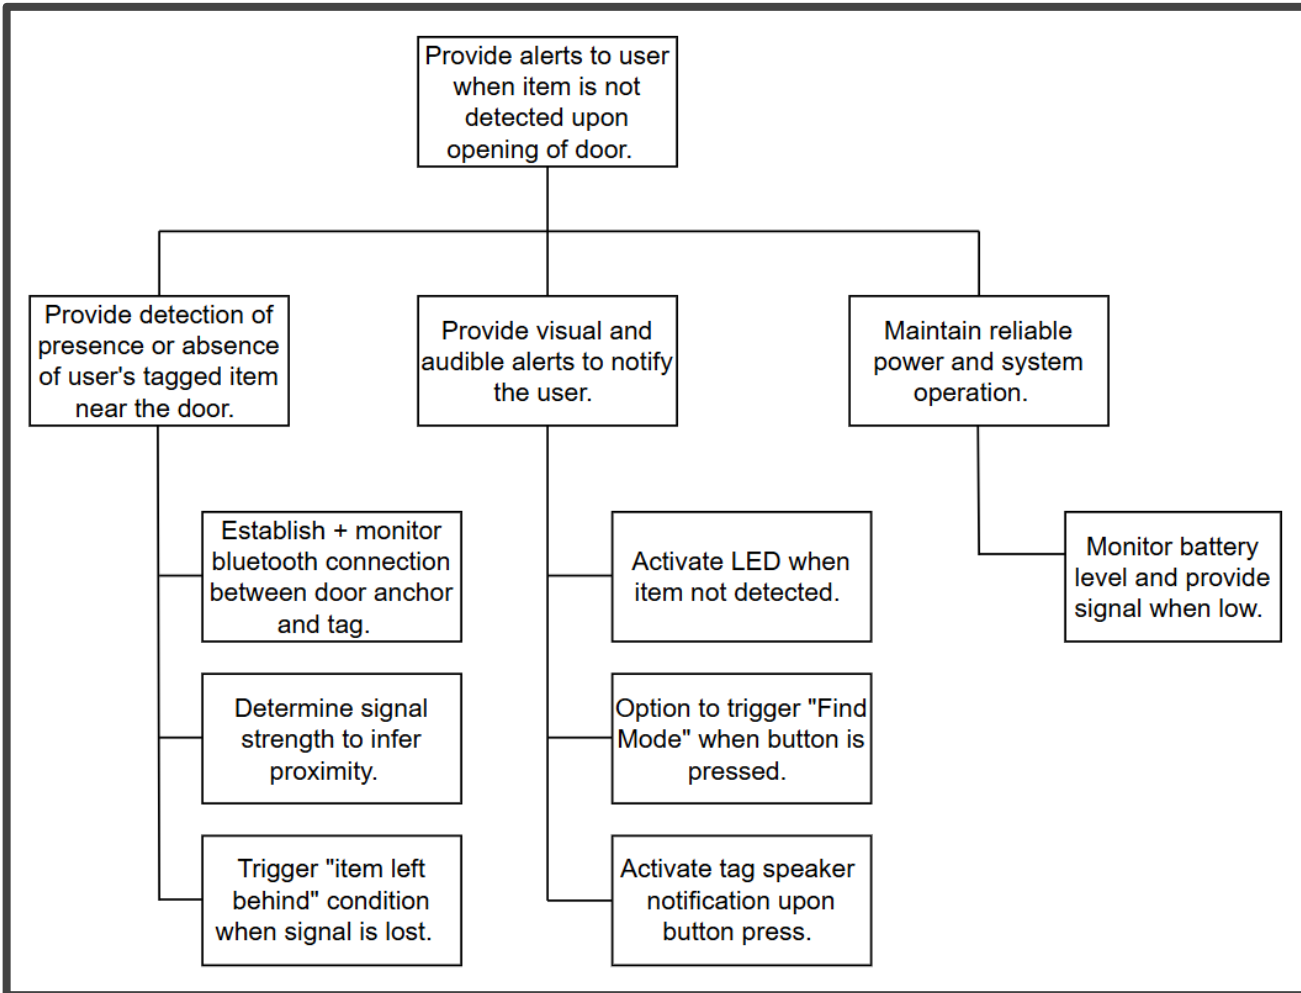 Provide alerts to user
when item is not
detected upon
opening of door.
Provide detection of
presence or absence
of user's tagged item
near the door.
Provide visual and
audible alerts to notify
the user.
Maintain reliable
power and system
operation.
Establish + monitor
bluetooth connection
between door anchor
and tag.
Determine signal
strength to infer
proximity.
Trigger "item left
behind" condition
when signal is lost.
Activate LED when
item not detected.
Option to trigger "Find
Mode" when button is
pressed.
Activate tag speaker
notification upon
button press.
Monitor battery
level and provide
signal when low.